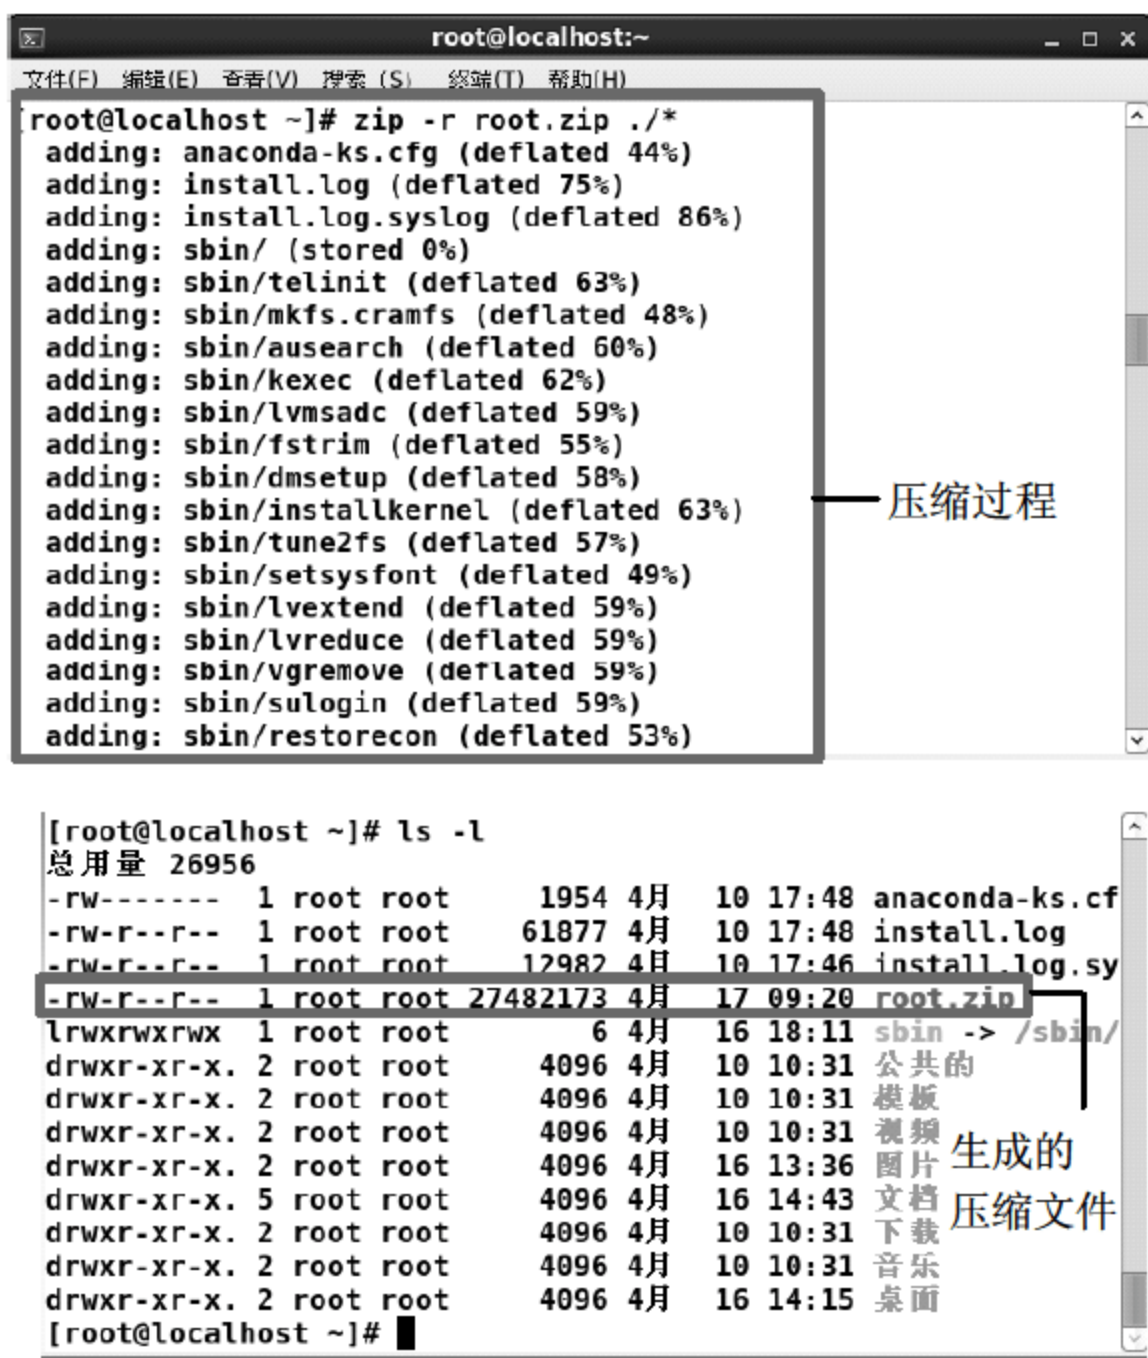 root@localhost:~
文件(F) 编辑(E) 查看(V) 搜索 (S) 终端(T) 帮助(H)
[root@localhost ~]# zip -r root.zip ./*
adding: anaconda-ks.cfg (deflated 44%)
adding: install.log (deflated 75%)
adding: install.log.syslog (deflated 86%)
adding: sbin/ (stored 0%)
adding: sbin/telinit (deflated 63%)
adding: sbin/mkfs.cramfs (deflated 48%)
adding: sbin/ausearch (deflated 60%)
adding: sbin/kexec (deflated 62%)
adding: sbin/lvmsadc (deflated 59%)
adding: sbin/fstrim (deflated 55%)
adding: sbin/dmsetup (deflated 58%)
adding: sbin/installkernel (deflated 63%)
adding: sbin/tune2fs (deflated 57%)
adding: sbin/setsysfont (deflated 49%)
adding: sbin/lvextend (deflated 59%)
adding: sbin/lvreduce (deflated 59%)
adding: sbin/vgremove (deflated 59%)
adding: sbin/sulogin (deflated 59%)
adding: sbin/restorecon (deflated 53%)
压缩过程
[root@localhost ~]# ls -l
总用量 26956
-rw------- 1 root root 1954 4月 10 17:48 anaconda-ks.cf
-rw-r--r-- 1 root root 61877 4月 10 17:48 install.log
-rw-r--r-- 1 root root 12982 4月 10 17:46 install.log.sy
-rw-r--r-- 1 root root 27482173 4月 17 09:20 root.zip
lrwxrwxrwx 1 root root 6 4月 16 18:11 sbin -> /sbin/
drwxr-xr-x. 2 root root 4096 4月 10 10:31 公共的
drwxr-xr-x. 2 root root 4096 4月 10 10:31 模板
drwxr-xr-x. 2 root root 4096 4月 10 10:31 视频
drwxr-xr-x. 2 root root 4096 4月 16 13:36 图片
drwxr-xr-x. 5 root root 4096 4月 16 14:43 文档
drwxr-xr-x. 2 root root 4096 4月 10 10:31 下载
drwxr-xr-x. 2 root root 4096 4月 10 10:31 音乐
drwxr-xr-x. 2 root root 4096 4月 16 14:15 桌面
[root@localhost ~]#
生成的
压缩文件